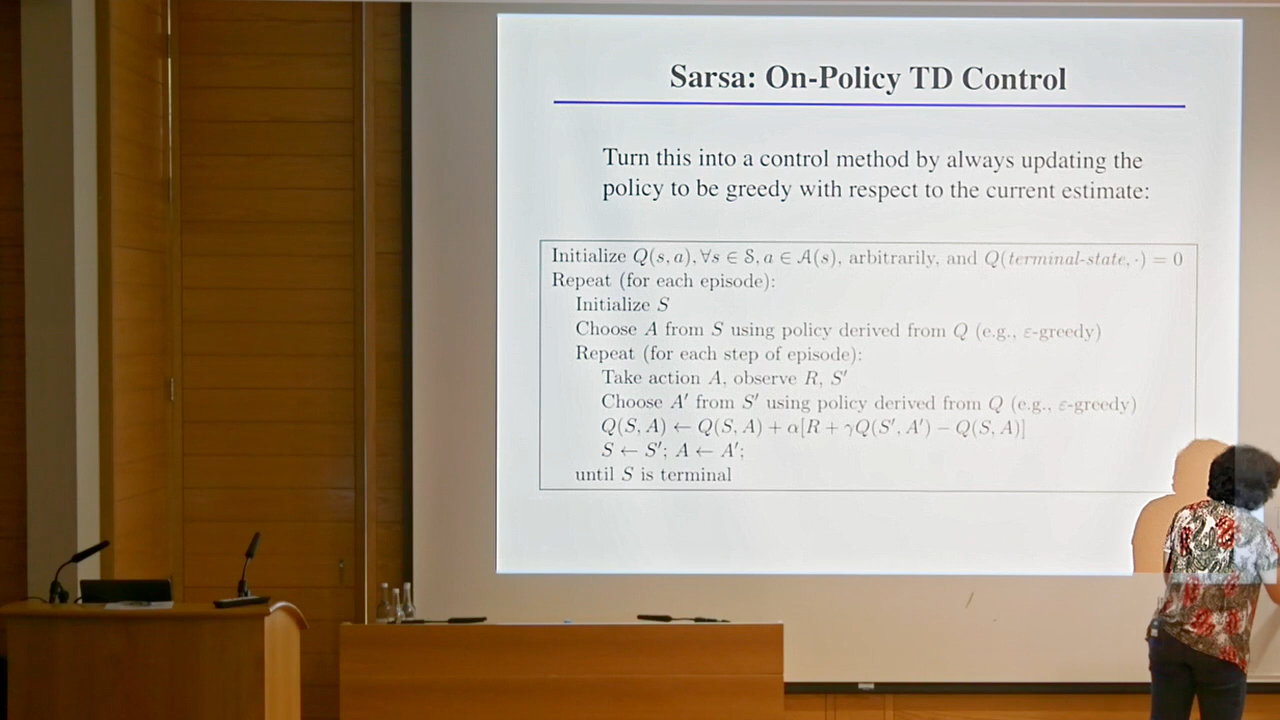 Sarsa: On-Policy TD Control
Turn this into a control method by always updating the
policy to be greedy with respect to the current estimate:
Initialize Q(s, a), ∀s ∈ S, a ∈ A(s), arbitrarily, and Q(terminal-state, ·) = 0
Repeat (for each episode):
Initialize S
Choose A from S using policy derived from Q (e.g., ε-greedy)
Repeat (for each step of episode):
Take action A, observe R, S′
Choose A′ from S′ using policy derived from Q (e.g., ε-greedy)
Q(S, A) ← Q(S, A) + α[R + γQ(S′, A′) − Q(S, A)]
S ← S′; A ← A′;
until S is terminal